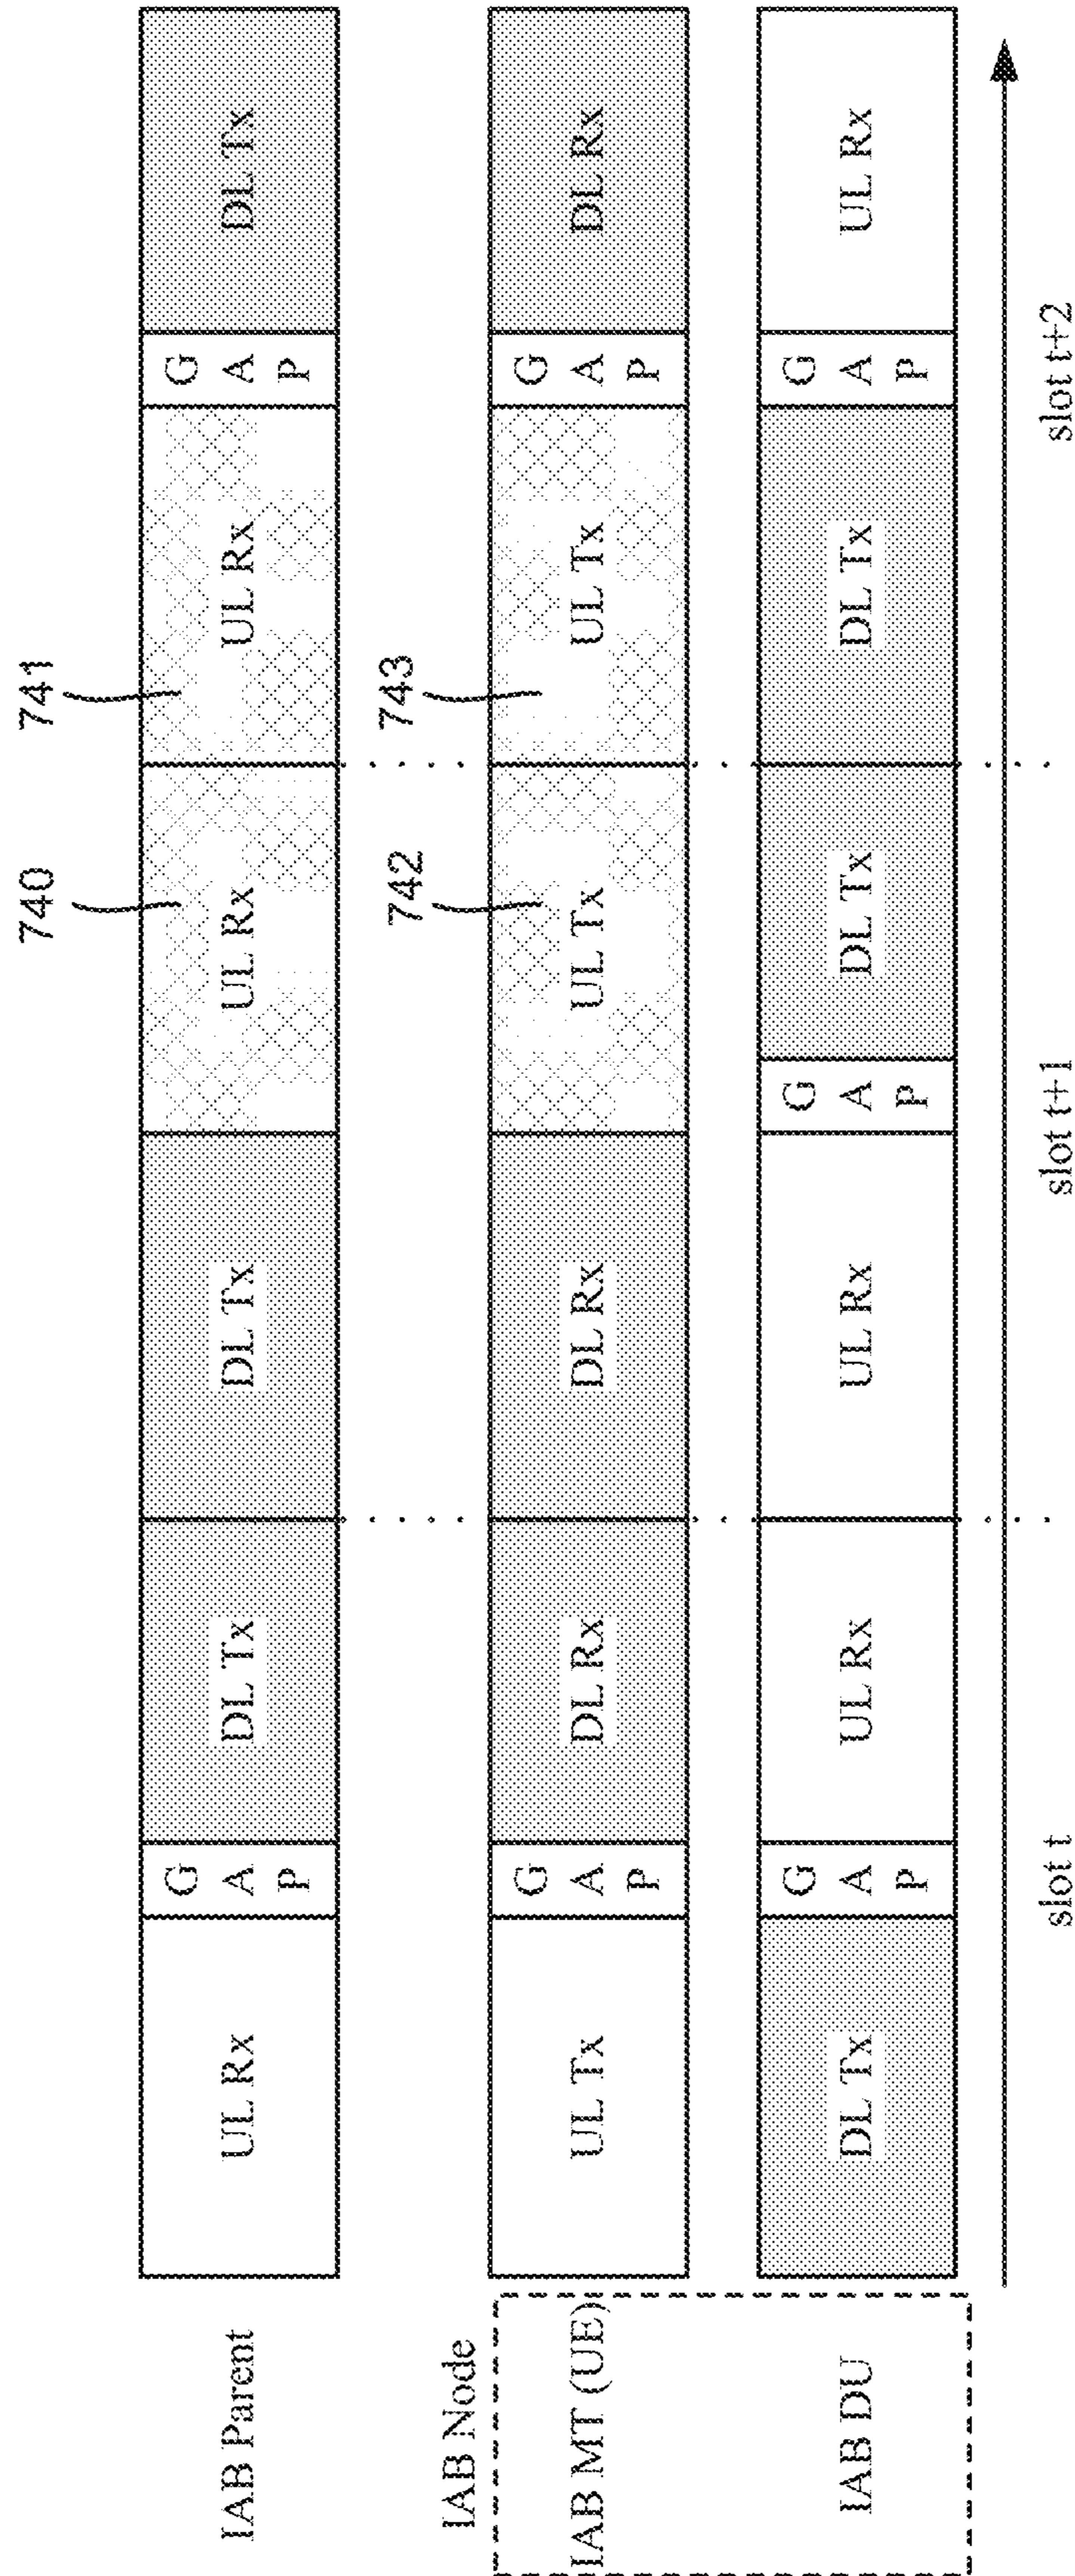 740
741
IAB Parent
UL Rx
GAP
DL Tx
DL Tx
UL Rx
UL Rx
GAP
DL Tx
742
743
IAB Node
IAB MT (UE)
UL Tx
GAP
DL Rx
DL Rx
UL Tx
UL Tx
GAP
DL Rx
IAB DU
DL Tx
GAP
UL Rx
UL Rx
GAP
DL Tx
DL Tx
GAP
UL Rx
slot t
slot t+1
slot t+2